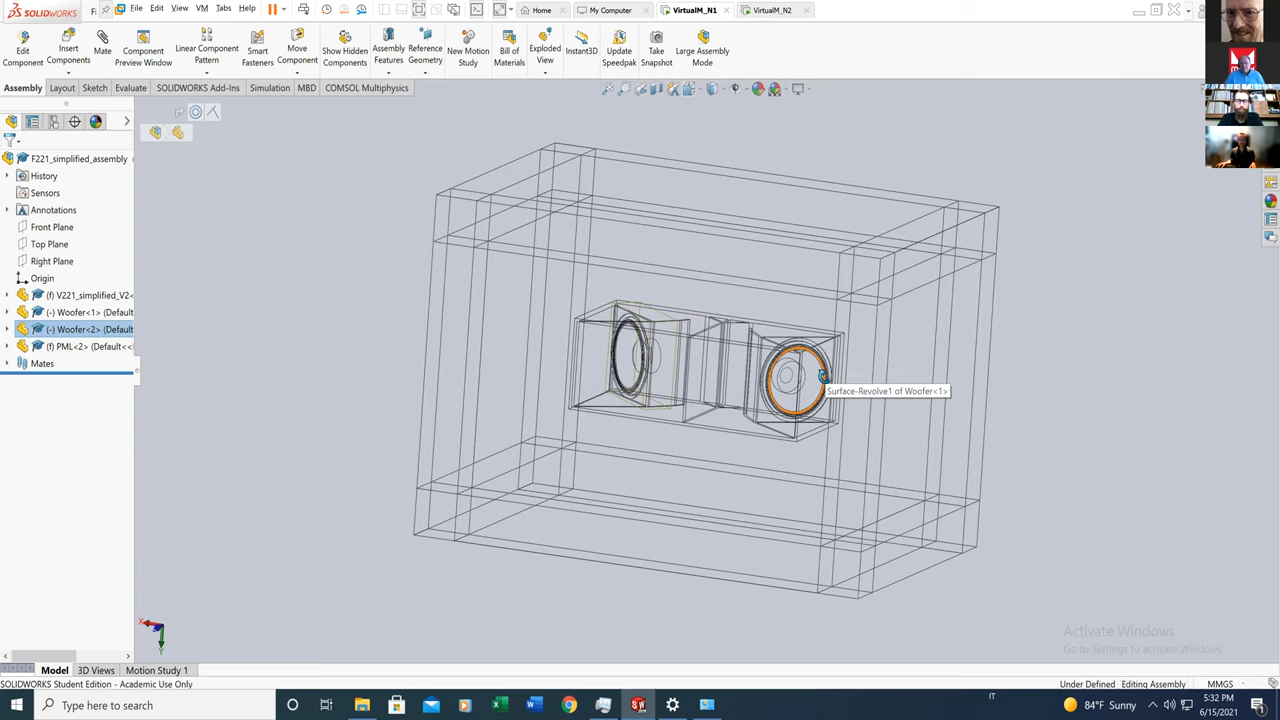 SOLIDWORKS
File Edit View VMs Tabs Help
Home
My Computer
VirtualM_N1
VirtualM_N2
Edit Component
Insert Components
Mate
Component Preview Window
Linear Component Pattern
Smart Fasteners
Move Component
Show Hidden Components
Assembly Features
Reference Geometry
New Motion Study
Bill of Materials
Exploded View
Instant3D
Update Speedpak
Take Snapshot
Large Assembly Mode
Assembly Layout Sketch Evaluate SOLIDWORKS Add-Ins Simulation MBD COMSOL Multiphysics
F221_simplified_assembly
History
Sensors
Annotations
Front Plane
Top Plane
Right Plane
Origin
(f) V221_simplified_V2<
(-) Woofer<1> (Default
(-) Woofer<2> (Default
(f) PML<2> (Default<<
Mates
Surface-Revolve1 of Woofer<1>
X
Y
Activate Windows
Go to Settings to activate Windows.
Model 3D Views Motion Study 1
SOLIDWORKS Student Edition - Academic Use Only
Under Defined Editing Assembly MMGS
Type here to search
IT
84°F Sunny
5:32 PM
6/15/2021